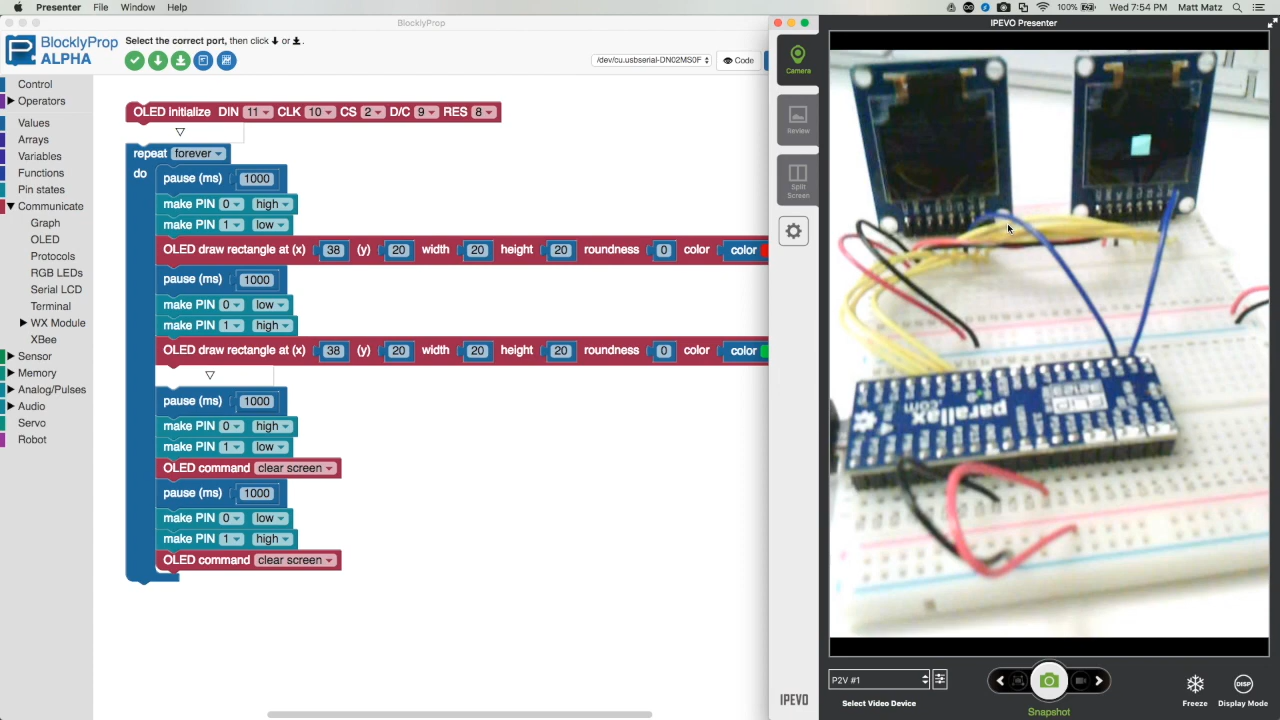 Presenter File Window Help
100% Wed 7:54 PM Matt Matz
BlocklyProp
IPEVO Presenter
BlocklyProp
ALPHA
Select the correct port, then click or .
/dev/cu.usbserial-DN02MS0F
Code
Control
Operators
Values
Arrays
Variables
Functions
Pin states
Communicate
Graph
OLED
Protocols
RGB LEDs
Serial LCD
Terminal
WX Module
XBee
Sensor
Memory
Analog/Pulses
Audio
Servo
Robot
OLED initialize DIN 11 CLK 10 CS 2 D/C 9 RES 8
repeat forever
do
pause (ms) 1000
make PIN 0 high
make PIN 1 low
OLED draw rectangle at (x) 38 (y) 20 width 20 height 20 roundness 0 color color
pause (ms) 1000
make PIN 0 low
make PIN 1 high
OLED draw rectangle at (x) 38 (y) 20 width 20 height 20 roundness 0 color color
pause (ms) 1000
make PIN 0 high
make PIN 1 low
OLED command clear screen
pause (ms) 1000
make PIN 0 low
make PIN 1 high
OLED command clear screen
Camera
Review
Split
Screen
parallax
com
FLiP
32123
IPEVO
P2V #1
Select Video Device
Snapshot
Freeze
DISP
Display Mode